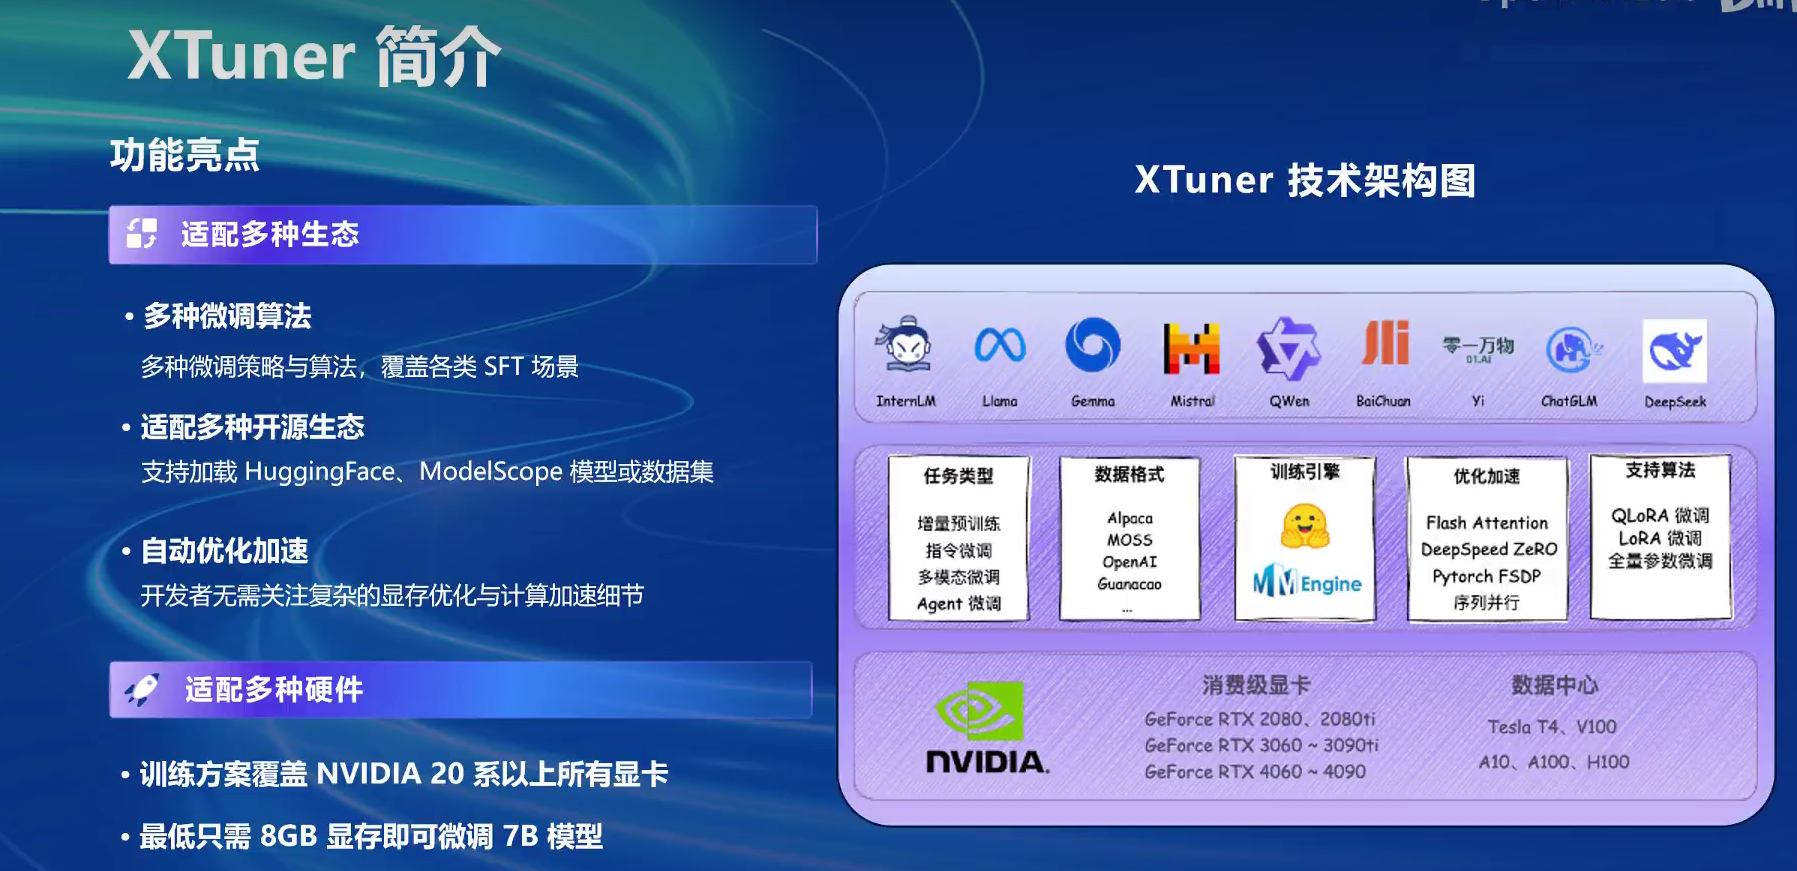 XTuner 简介
功能亮点
适配多种生态
• 多种微调算法
多种微调策略与算法，覆盖各类 SFT 场景
• 适配多种开源生态
支持加载 HuggingFace、ModelScope 模型或数据集
• 自动优化加速
开发者无需关注复杂的显存优化与计算加速细节
适配多种硬件
• 训练方案覆盖 NVIDIA 20 系以上所有显卡
• 最低只需 8GB 显存即可微调 7B 模型
XTuner 技术架构图
零一万物
01.AI
InternLM
Llama
Gemma
Mistral
QWen
BaiChuan
Yi
ChatGLM
DeepSeek
任务类型
增量预训练
指令微调
多模态微调
Agent 微调
数据格式
Alpaca
MOSS
OpenAI
Guanacao
...
训练引擎
MMEngine
优化加速
Flash Attention
DeepSpeed ZeRO
Pytorch FSDP
序列并行
支持算法
QLoRA 微调
LoRA 微调
全量参数微调
NVIDIA.
消费级显卡
GeForce RTX 2080、2080ti
GeForce RTX 3060 ~ 3090ti
GeForce RTX 4060 ~ 4090
数据中心
Tesla T4、V100
A10、A100、H100